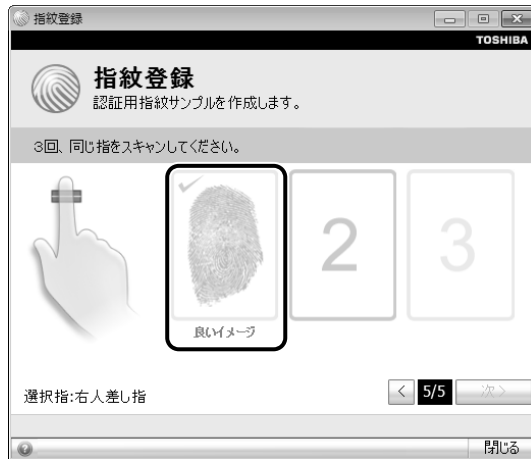 指紋登録
TOSHIBA
指紋登録
認証用指紋サンプルを作成します。
3回、同じ指をスキャンしてください。
2
3
良いイメージ
選択指:右人差し指
< 5/5 次 >
? 閉じる